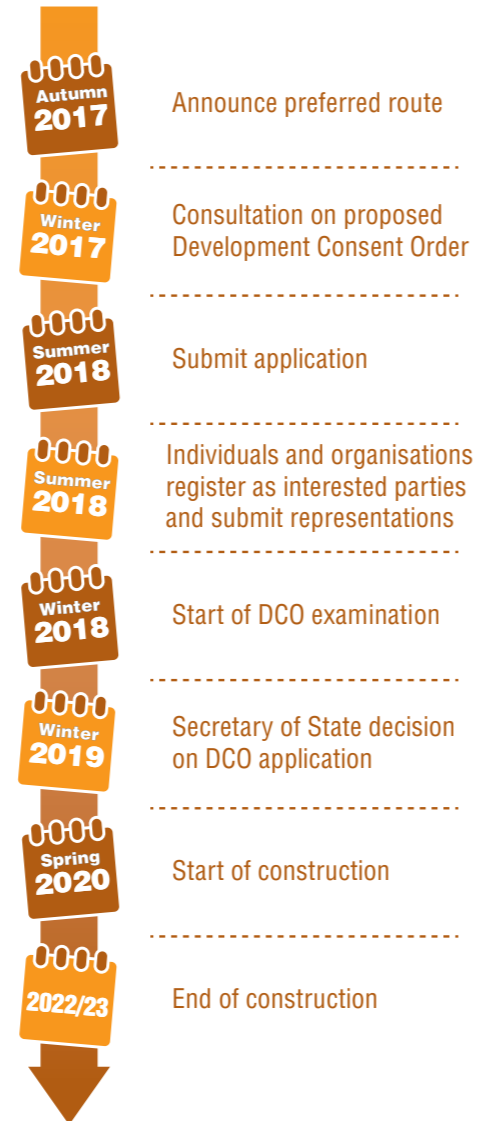 Autumn
2017
Announce preferred route
Winter
2017
Consultation on proposed
Development Consent Order
Summer
2018
Submit application
Summer
2018
Individuals and organisations
register as interested parties
and submit representations
Winter
2018
Start of DCO examination
Winter
2019
Secretary of State decision
on DCO application
Spring
2020
Start of construction
2022/23
End of construction